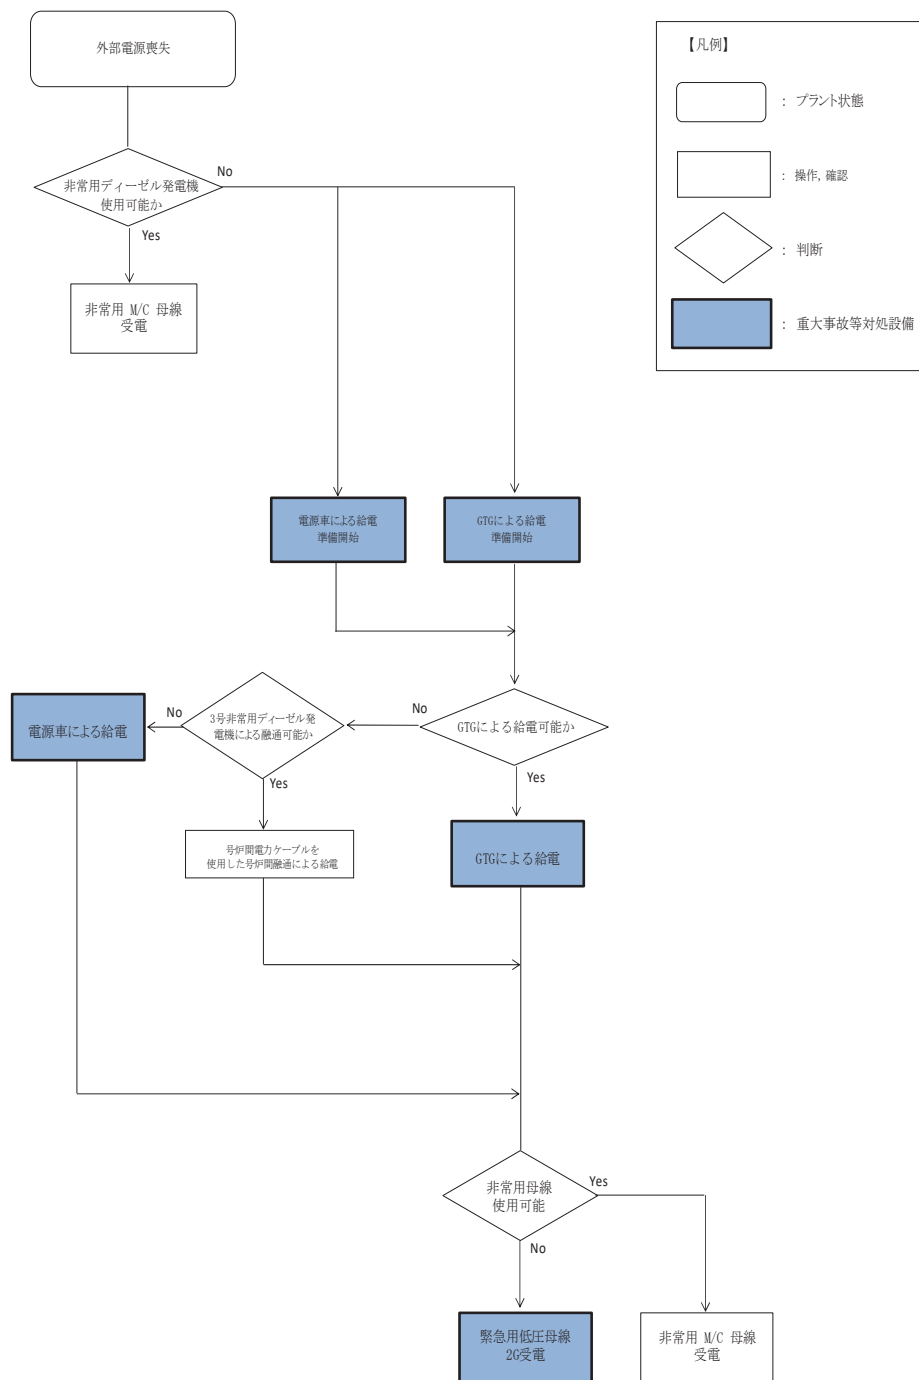 外部電源喪失
【凡例】
： プラント状態
： 操作，確認
： 判断
： 重大事故等対処設備
非常用ディーゼル発電機
使用可能か
No
Yes
非常用 M/C 母線
受電
電源車による給電
準備開始
GTGによる給電
準備開始
GTGによる給電可能か
No
Yes
3号非常用ディーゼル発
電機による融通可能か
No
Yes
電源車による給電
号炉間電力ケーブルを
使用した号炉間融通による給電
GTGによる給電
非常用母線
使用可能
Yes
No
緊急用低圧母線
2G受電
非常用 M/C 母線
受電